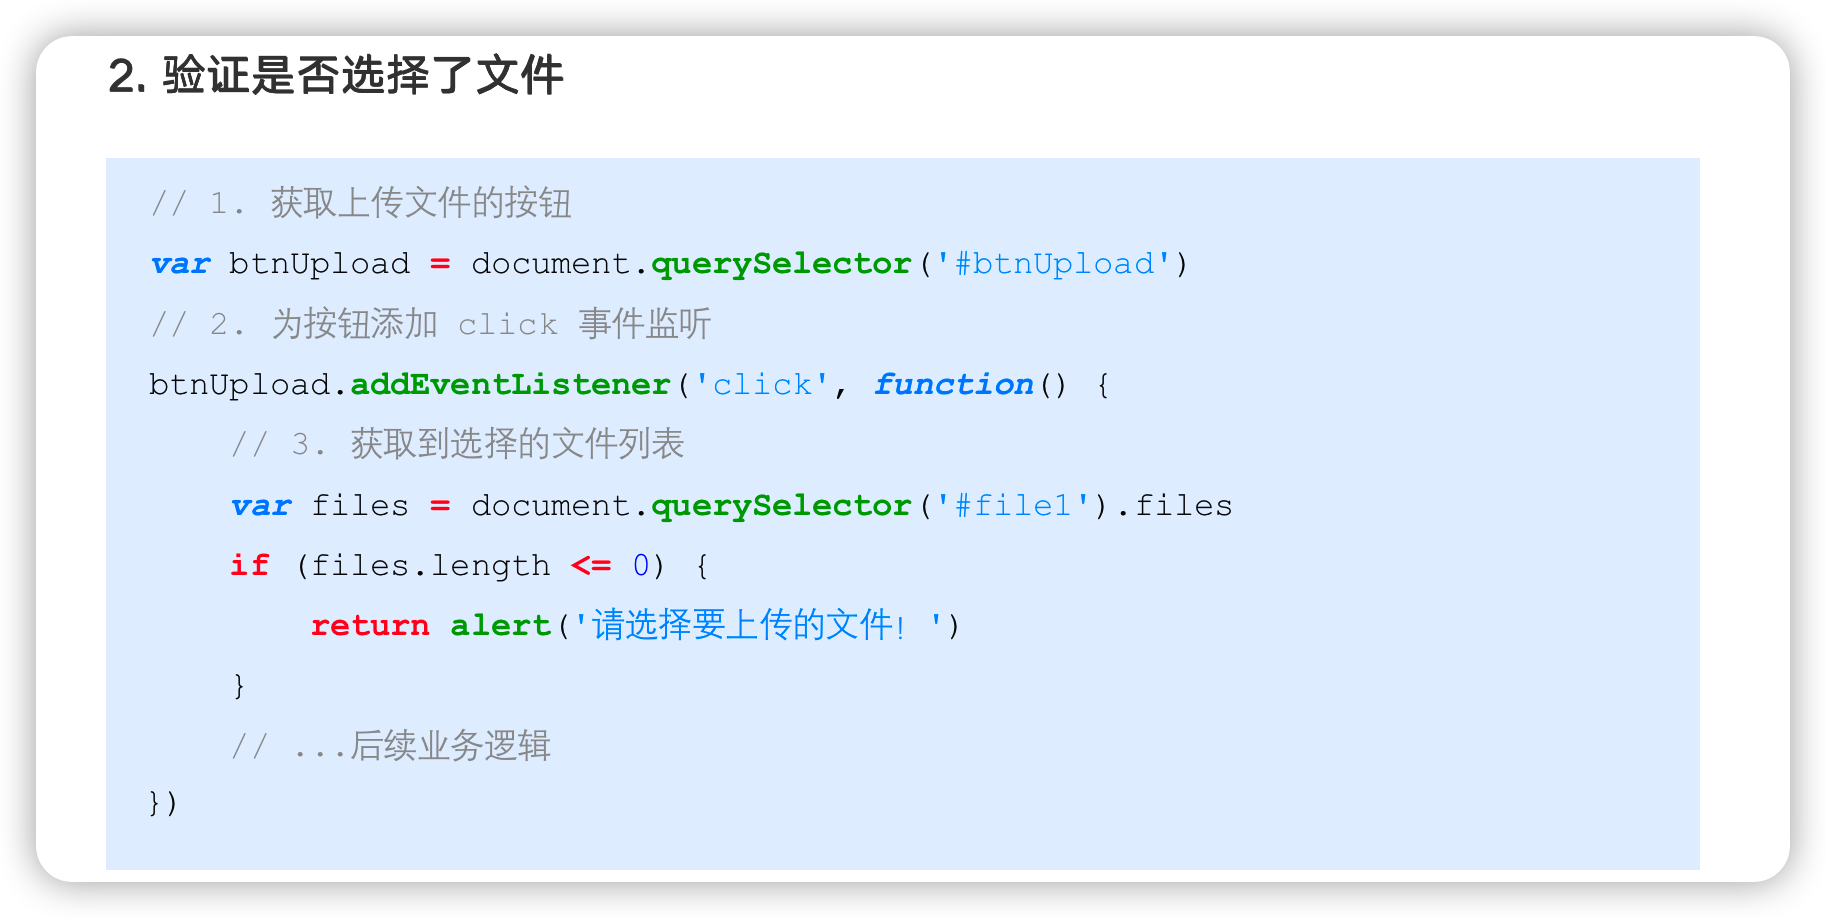 2. 验证是否选择了文件
// 1. 获取上传文件的按钮
var btnUpload = document.querySelector('#btnUpload')
// 2. 为按钮添加 click 事件监听
btnUpload.addEventListener('click', function() {
    // 3. 获取到选择的文件列表
    var files = document.querySelector('#file1').files
    if (files.length <= 0) {
        return alert('请选择要上传的文件！')
    }
    // ...后续业务逻辑
})